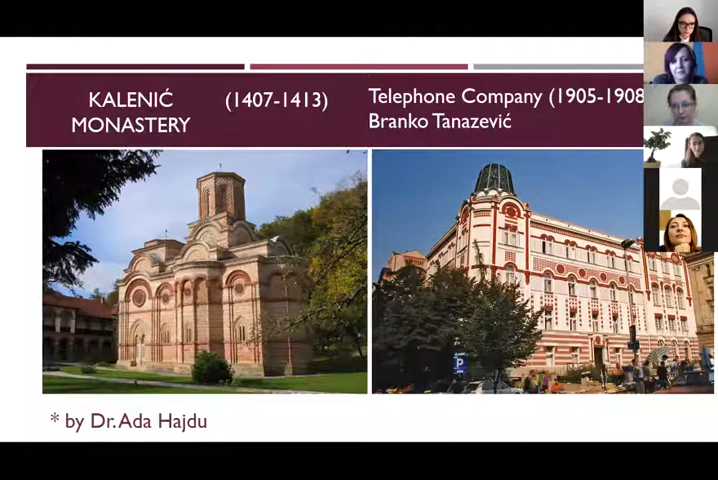 KALENIĆ (1407-1413)
MONASTERY
Telephone Company (1905-1908
Branko Tanazević
P
* by Dr. Ada Hajdu